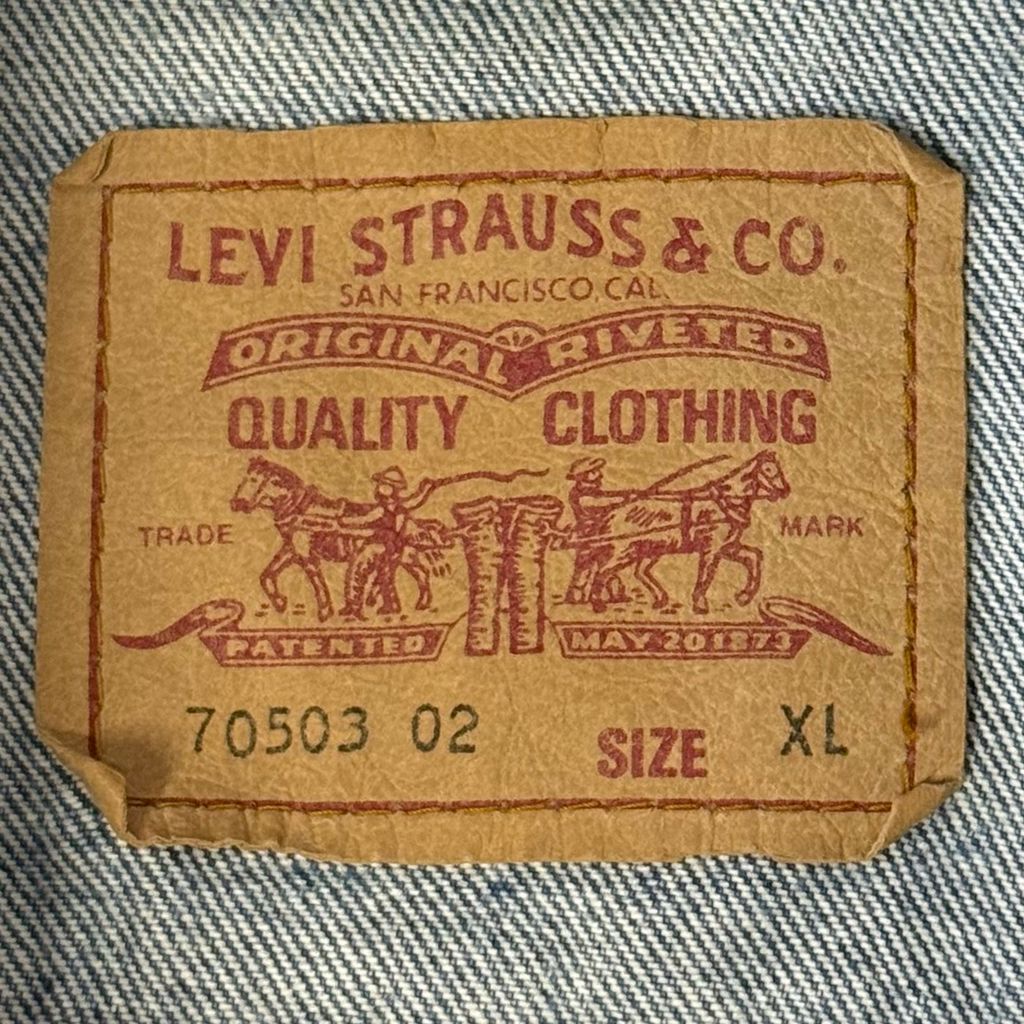 LEVI STRAUSS & CO.
SAN FRANCISCO, CAL.
ORIGINAL RIVETED
QUALITY CLOTHING
TRADE MARK
PATENTED MAY 20 1873
70503 02 SIZE XL